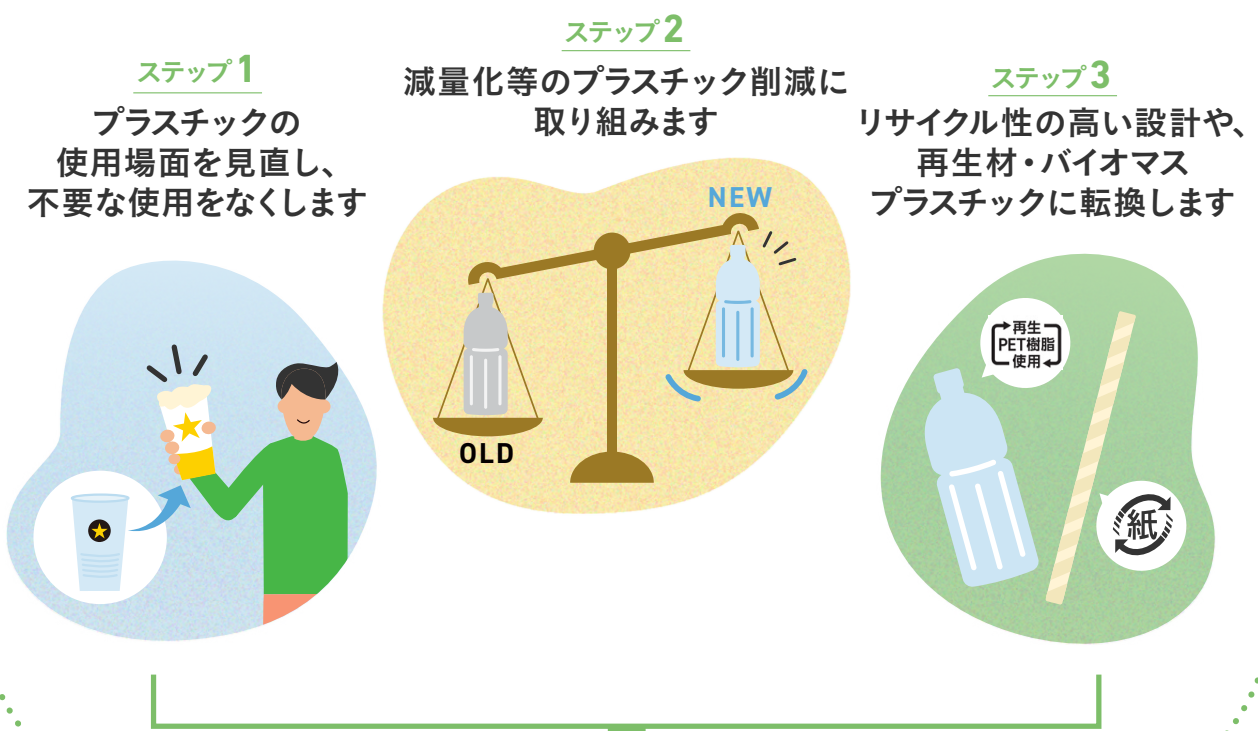 ステップ1
プラスチックの
使用場面を見直し、
不要な使用をなくします
ステップ2
減量化等のプラスチック削減に
取り組みます
NEW
OLD
ステップ3
リサイクル性の高い設計や、
再生材・バイオマス
プラスチックに転換します
再生
PET樹脂
使用
紙